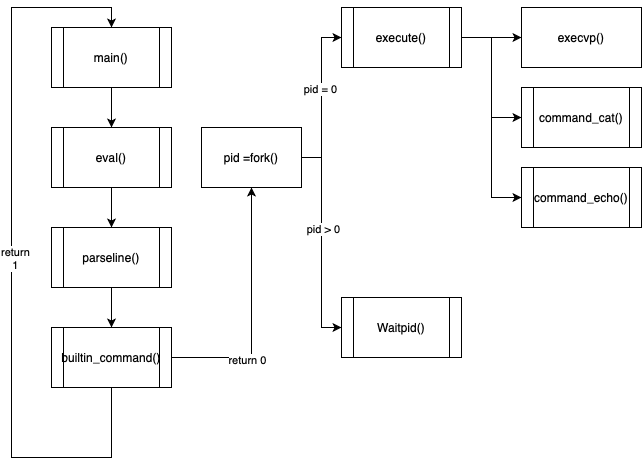 main()
execute()
execvp()
pid = 0
command_cat()
eval()
pid =fork()
command_echo()
pid > 0
return
1
parseline()
Waitpid()
builtin_command()
return 0